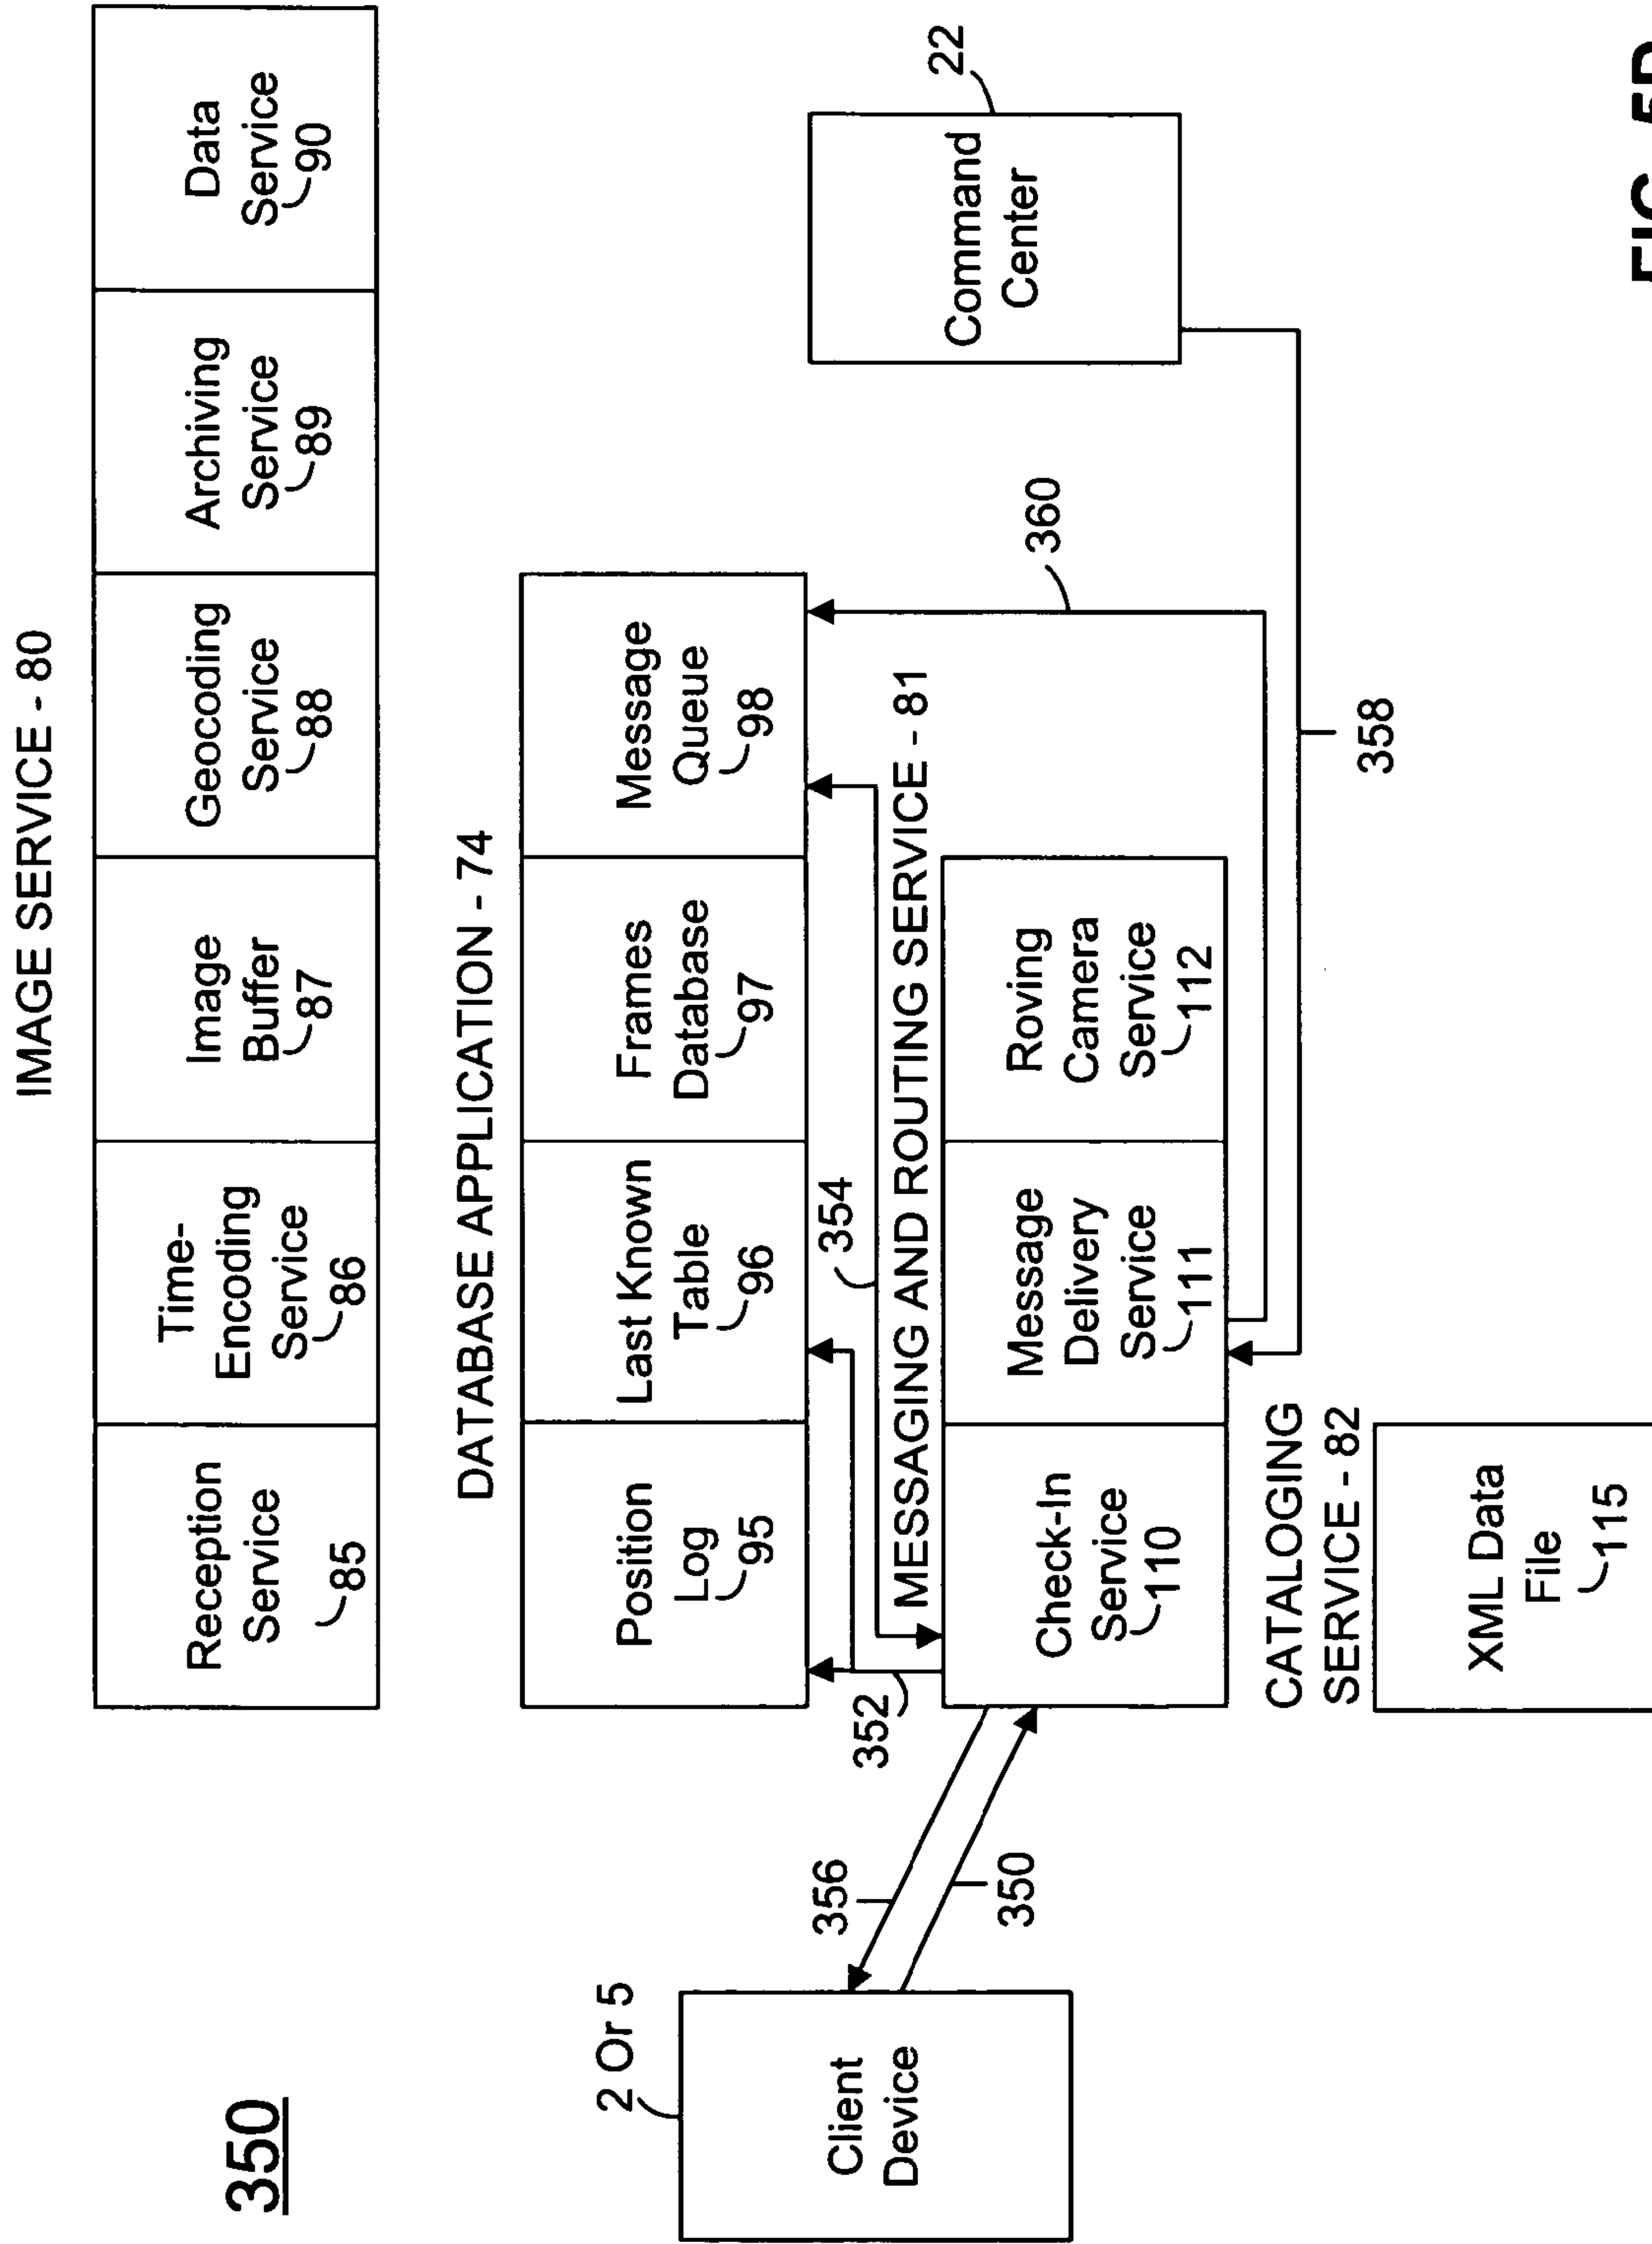 350
IMAGE SERVICE - 80
Reception
Service
85
Time-
Encoding
Service
86
Image
Buffer
87
Geocoding
Service
88
Archiving
Service
89
Data
Service
90
DATABASE APPLICATION - 74
Position
Log
95
Last Known
Table
96
Frames
Database
97
Message
Queue
98
352
354
MESSAGING AND ROUTING SERVICE - 81
360
Check-In
Service
110
Message
Delivery
Service
111
Roving
Camera
Service
112
2 Or 5
Client
Device
356
350
22
Command
Center
358
CATALOGING
SERVICE - 82
XML Data
File
115